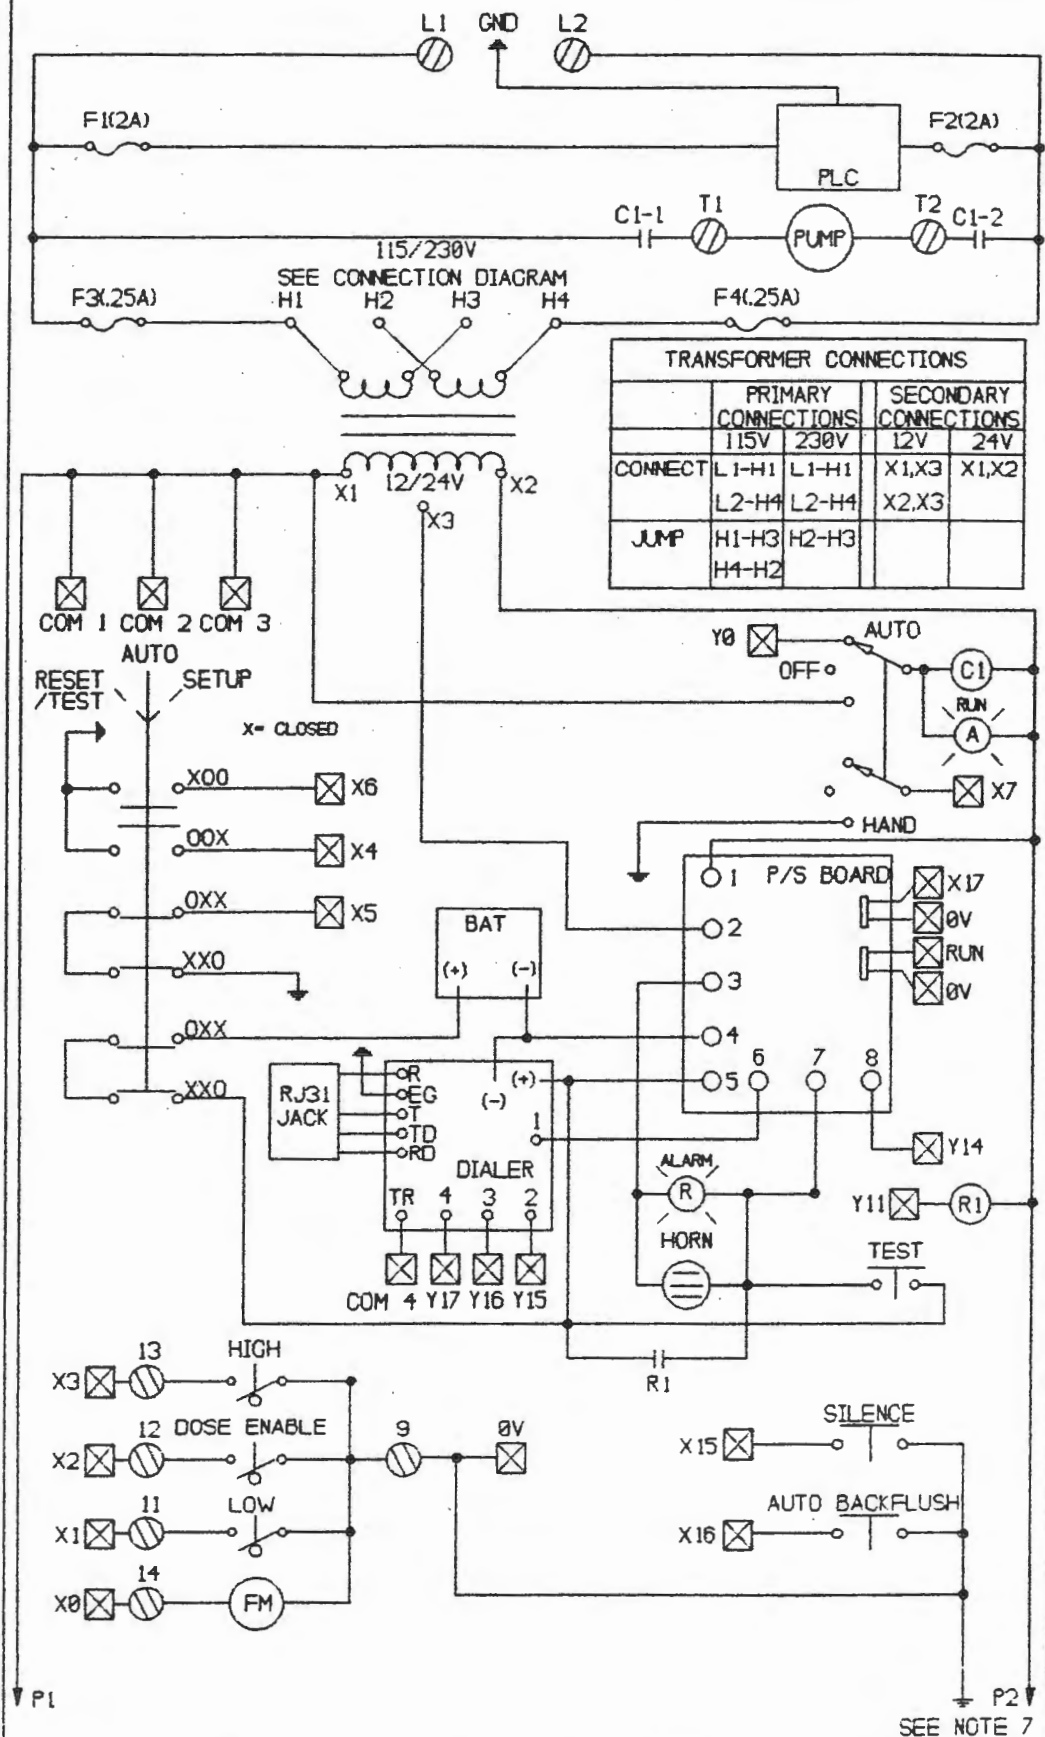 L1 GND L2
F1(2A) F2(2A)
PLC
C1-1 T1 T2 C1-2
PUMP
115/230V
SEE CONNECTION DIAGRAM
F3(.25A) H1 H2 H3 H4 F4(.25A)
TRANSFORMER CONNECTIONS
PRIMARY CONNECTIONS SECONDARY CONNECTIONS
115V 230V 12V 24V
CONNECT L1-H1 L1-H1 X1,X3 X1,X2
L2-H4 L2-H4 X2,X3
JUMP H1-H3 H2-H3
H4-H2
X1 12/24V X2
X3
COM 1 COM 2 COM 3
AUTO
RESET /TEST SETUP
X= CLOSED
Y0 AUTO
OFF C1
RUN
A
X00 X6
X7
00X X4
HAND
0XX X5
XX0
0XX
XX0
BAT
(+) (-)
1 P/S BOARD X17
0V
2 RUN
3 0V
4
5 6 7 8
RJ31 JACK
R
EG
T
TD
RD
(-) (+)
1
DIALER
TR 4 3 2
COM 4 Y17 Y16 Y15
Y14
ALARM
R
Y11 R1
HORN
TEST
R1
X3 13 HIGH
X2 12 DOSE ENABLE 9 0V
X1 11 LOW
X0 14 FM
SILENCE
X15
AUTO BACKFLUSH
X16
P1 P2
SEE NOTE 7